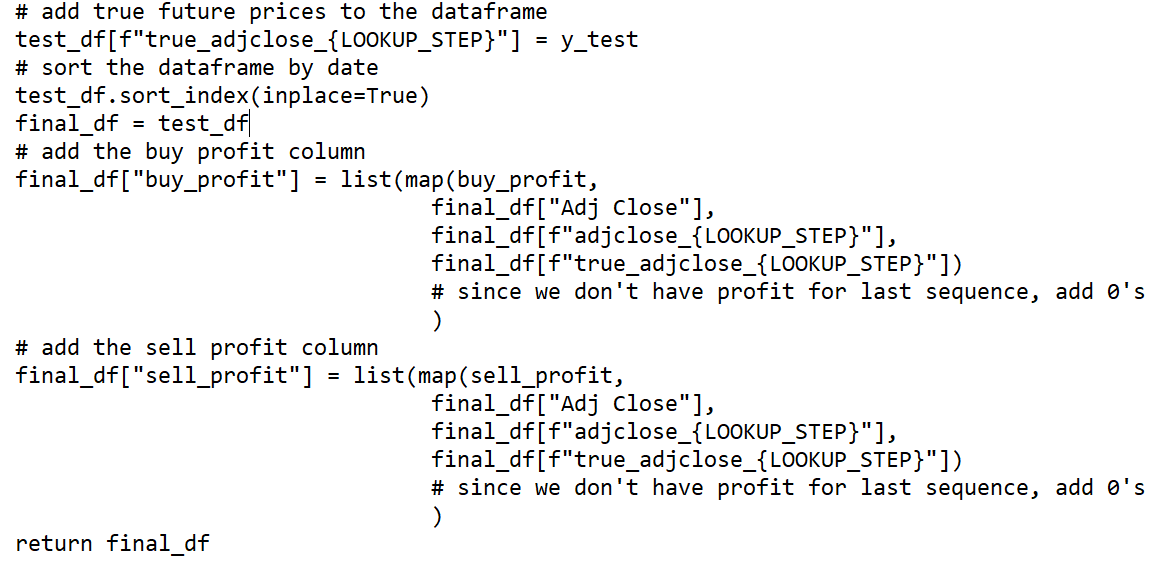 # add true future prices to the dataframe
test_df[f"true_adjclose_{LOOKUP_STEP}"] = y_test
# sort the dataframe by date
test_df.sort_index(inplace=True)
final_df = test_df
# add the buy profit column
final_df["buy_profit"] = list(map(buy_profit,
                                final_df["Adj Close"],
                                final_df[f"adjclose_{LOOKUP_STEP}"],
                                final_df[f"true_adjclose_{LOOKUP_STEP}"])
                                # since we don't have profit for last sequence, add 0's
                                )
# add the sell profit column
final_df["sell_profit"] = list(map(sell_profit,
                                final_df["Adj Close"],
                                final_df[f"adjclose_{LOOKUP_STEP}"],
                                final_df[f"true_adjclose_{LOOKUP_STEP}"])
                                # since we don't have profit for last sequence, add 0's
                                )
return final_df